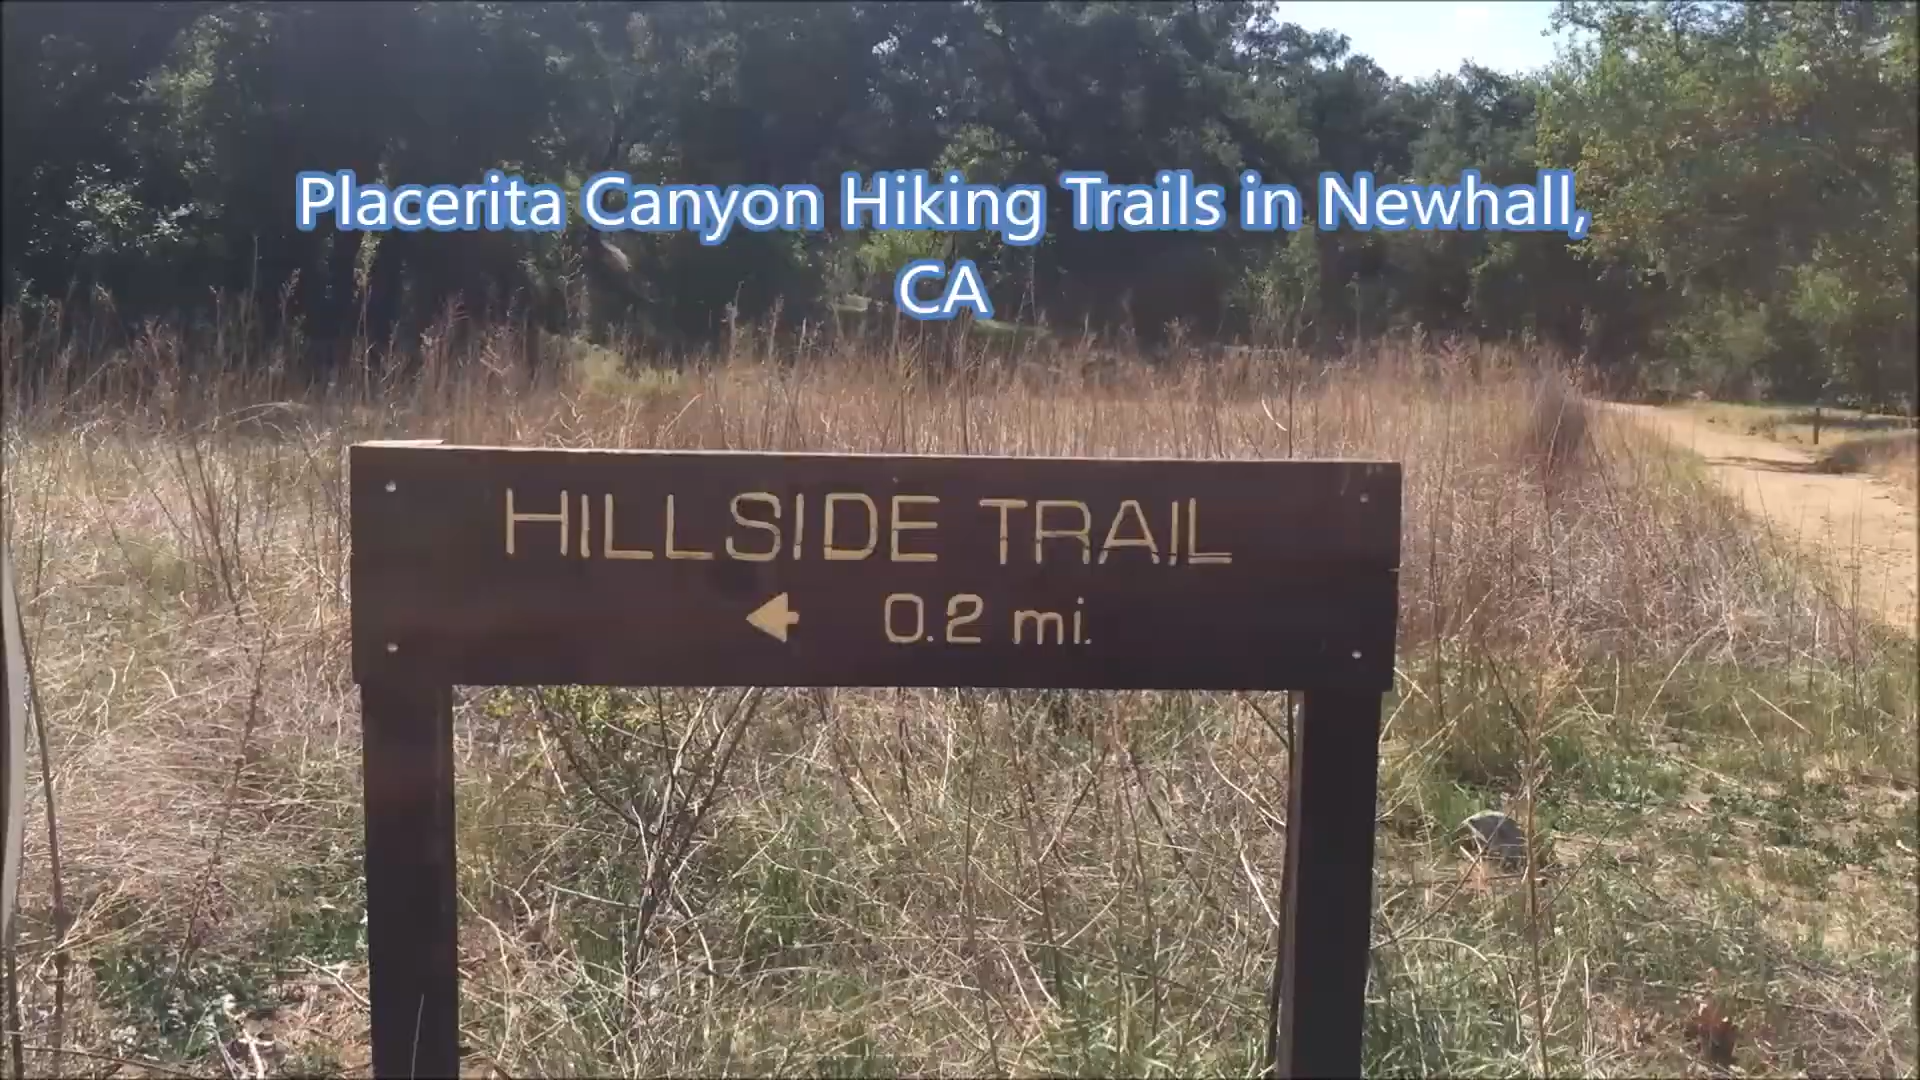 Placerita Canyon Hiking Trails in Newhall,
CA
HILLSIDE TRAIL
0.2 mi.